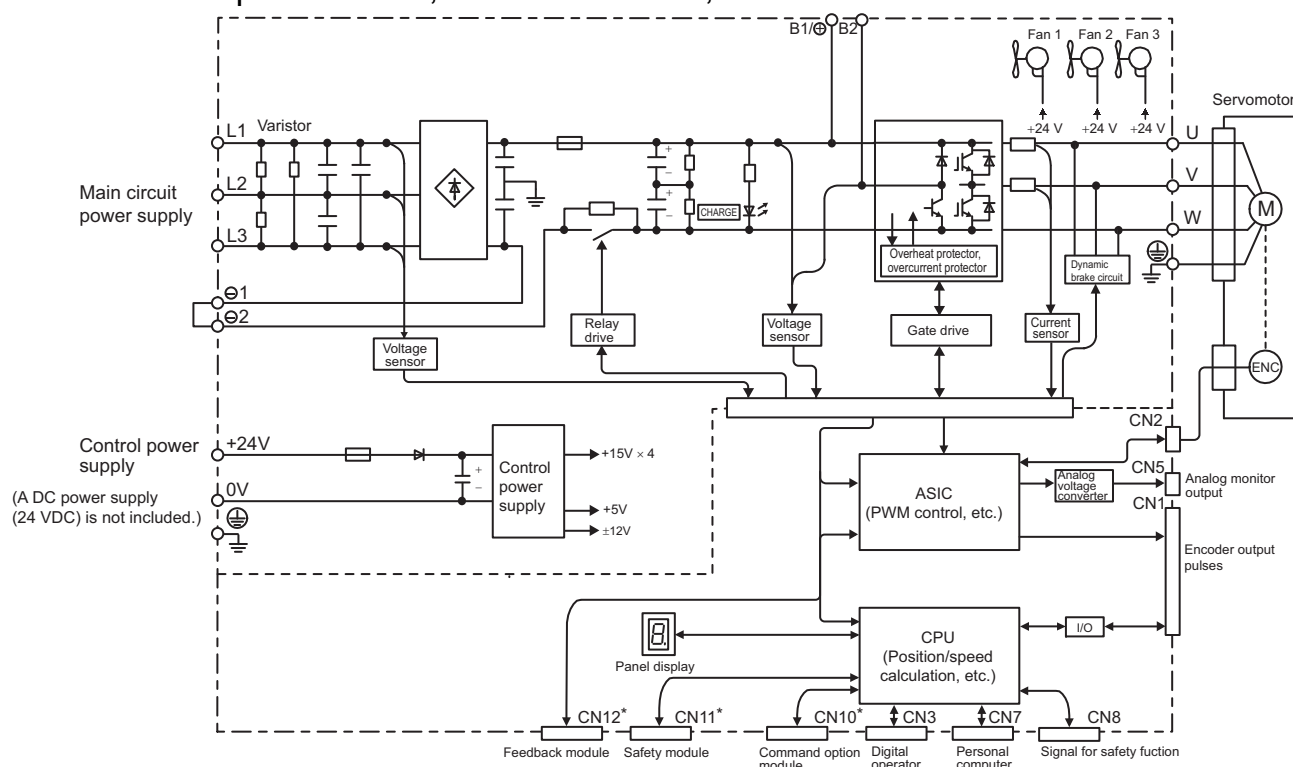 B1/⊕ B2
Fan 1 Fan 2 Fan 3
+24 V +24 V +24 V
Servomotor
Main circuit
power supply
L1
Varistor
L2
L3
⊖1
⊖2
+
–
+
–
CHARGE
Overheat protector,
overcurrent protector
U
V
W
M
Dynamic
brake circuit
Voltage
sensor
Relay
drive
Voltage
sensor
Gate drive
Current
sensor
ENC
Control power
supply
(A DC power supply
(24 VDC) is not included.)
+24V
0V
+
–
Control
power
supply
+15V × 4
+5V
±12V
ASIC
(PWM control, etc.)
Analog
voltage
converter
CN2
CN5
Analog monitor
output
CN1
Encoder output
pulses
CPU
(Position/speed
calculation, etc.)
I/O
8.
Panel display
CN12*
Feedback module
CN11*
Safety module
CN10*
Command option
module
CN3
Digital
operator
CN7
Personal
computer
CN8
Signal for safety fuction